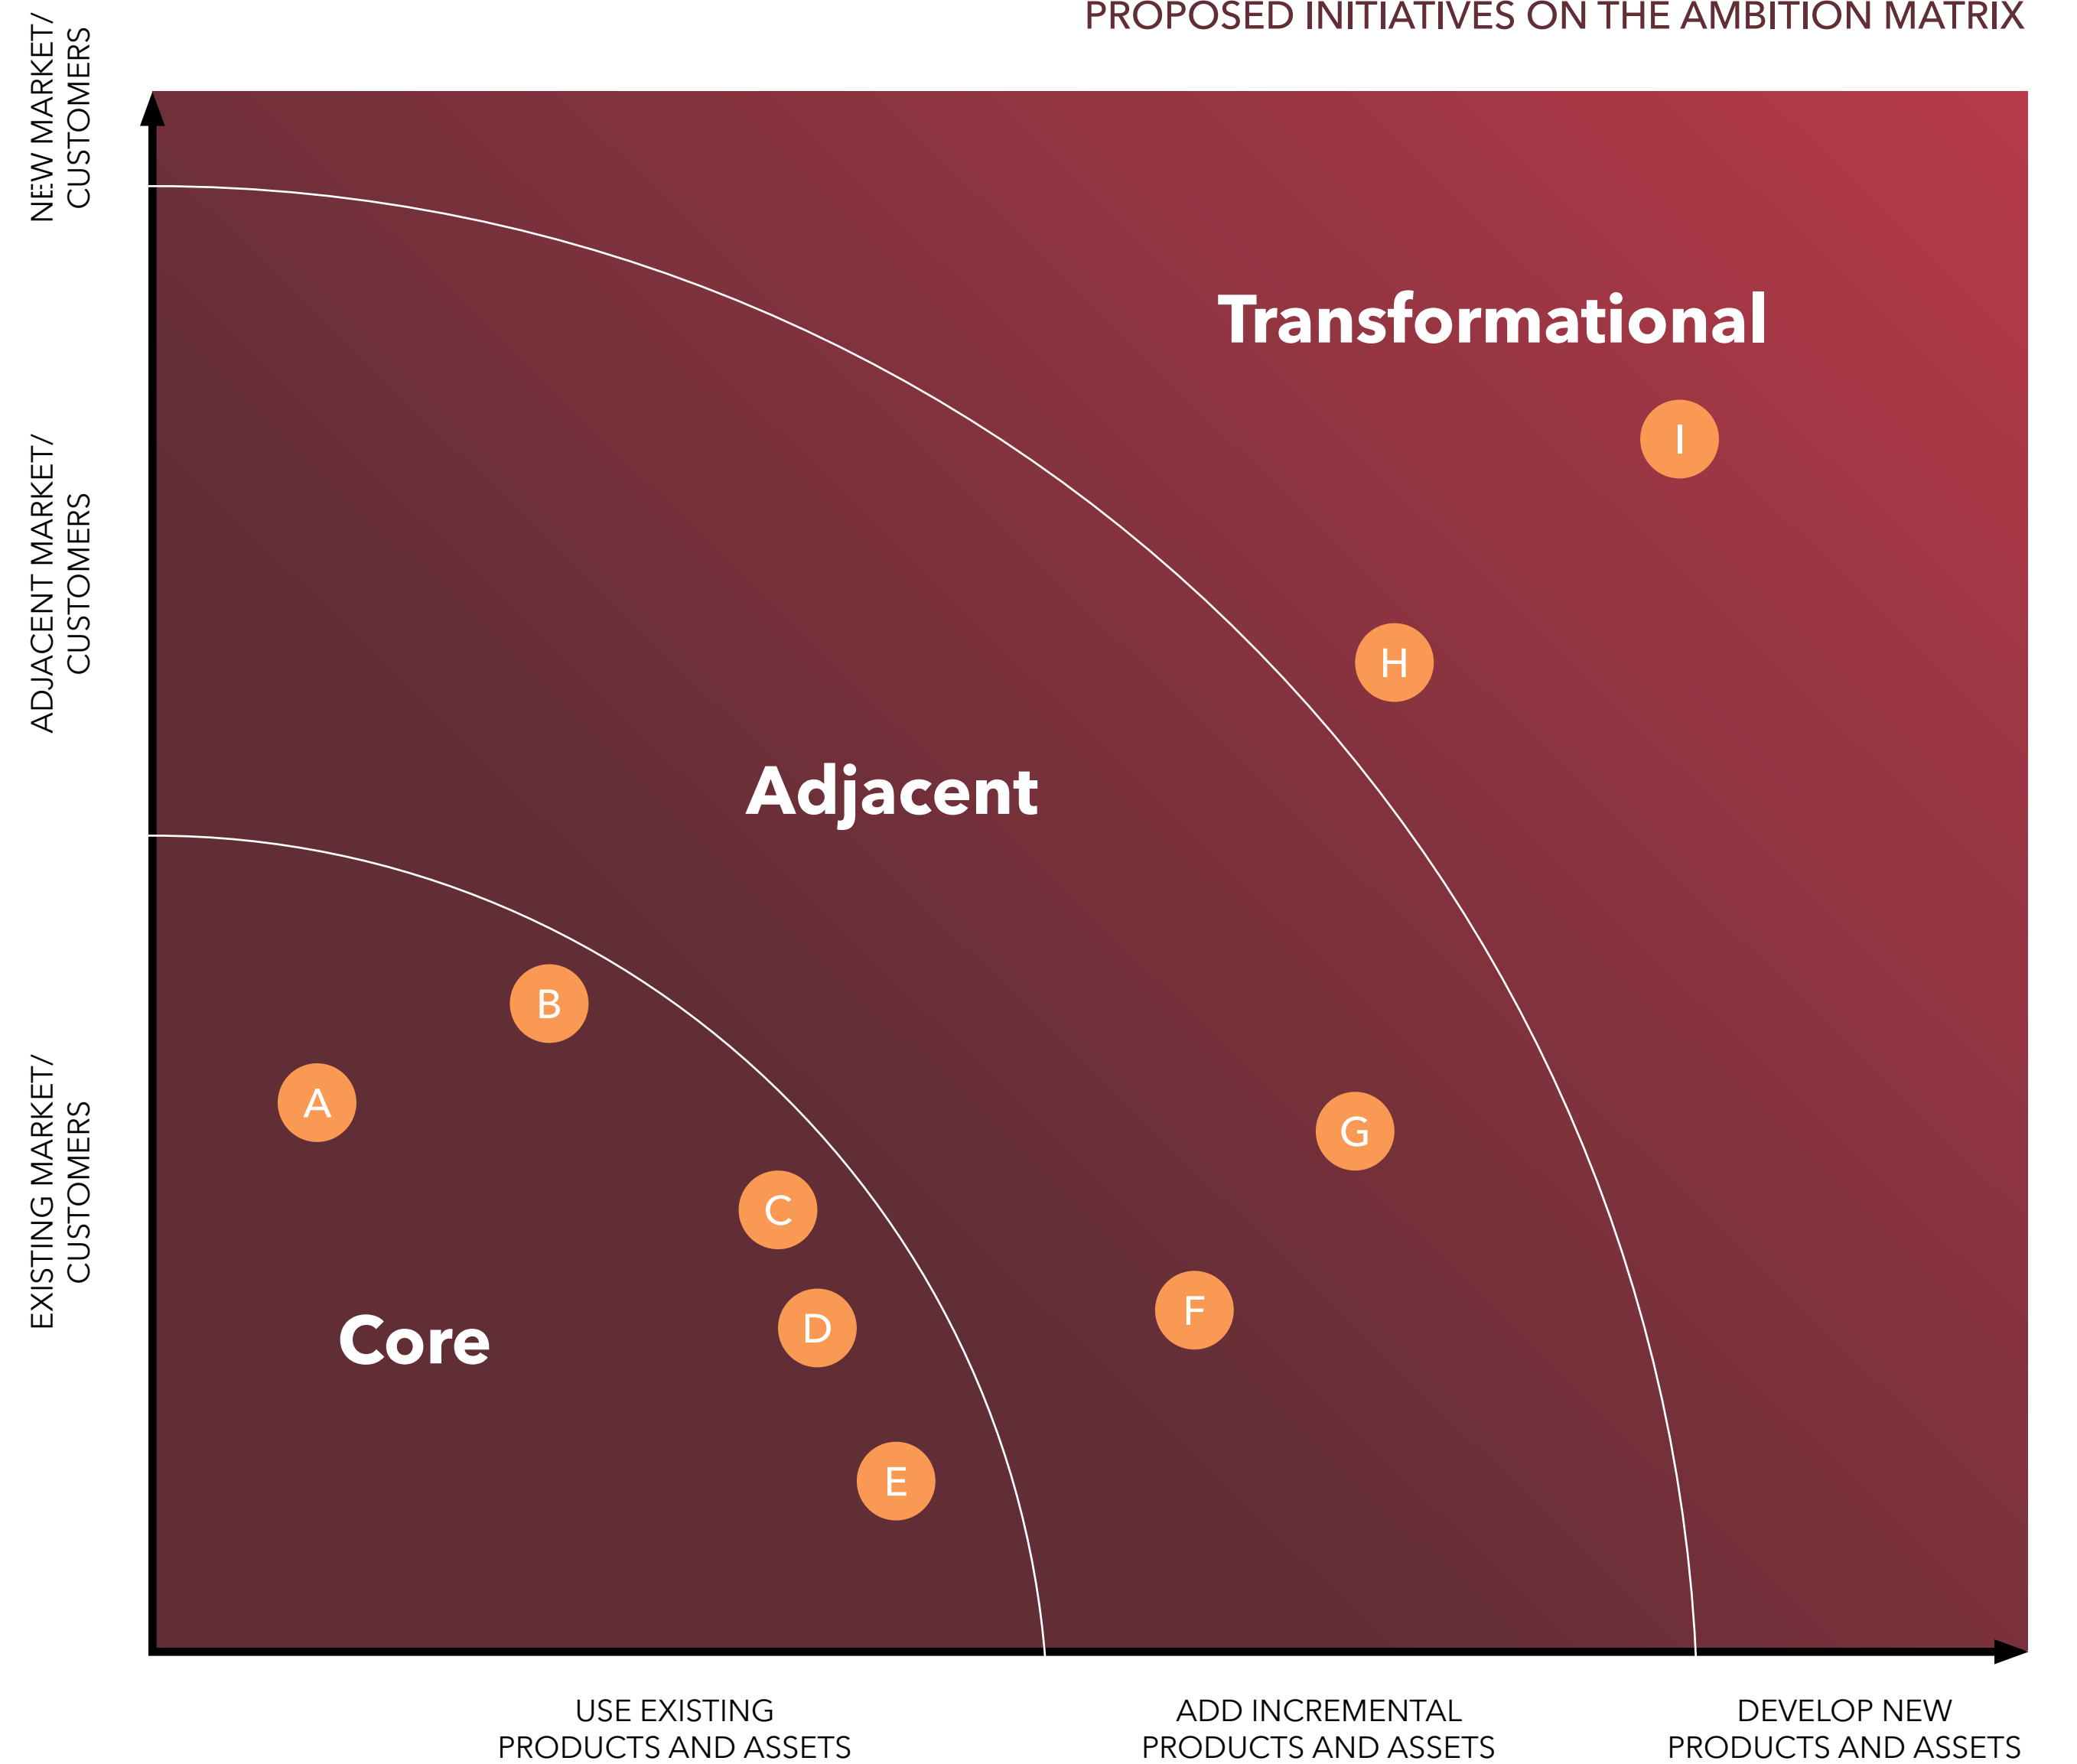 PROPOSED INITIATIVES ON THE AMBITION MATRIX
NEW MARKET/
CUSTOMERS
Transformational
I
ADJACENT MARKET/
CUSTOMERS
H
Adjacent
B
A
G
EXISTING MARKET/
CUSTOMERS
C
F
D
Core
E
USE EXISTING
PRODUCTS AND ASSETS
ADD INCREMENTAL
PRODUCTS AND ASSETS
DEVELOP NEW
PRODUCTS AND ASSETS